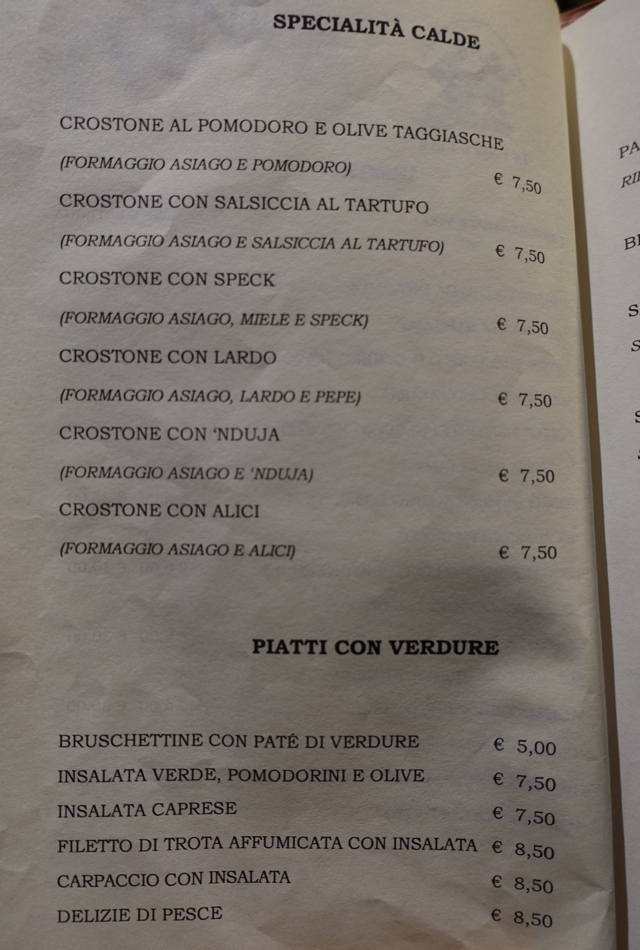 SPECIALITÀ CALDE
CROSTONE AL POMODORO E OLIVE TAGGIASCHE
(FORMAGGIO ASIAGO E POMODORO) € 7,50
CROSTONE CON SALSICCIA AL TARTUFO
(FORMAGGIO ASIAGO E SALSICCIA AL TARTUFO) € 7,50
CROSTONE CON SPECK
(FORMAGGIO ASIAGO, MIELE E SPECK) € 7,50
CROSTONE CON LARDO
(FORMAGGIO ASIAGO, LARDO E PEPE) € 7,50
CROSTONE CON ‘NDUJA
(FORMAGGIO ASIAGO E ‘NDUJA) € 7,50
CROSTONE CON ALICI
(FORMAGGIO ASIAGO E ALICI) € 7,50
PIATTI CON VERDURE
BRUSCHETTINE CON PATÉ DI VERDURE € 5,00
INSALATA VERDE, POMODORINI E OLIVE € 7,50
INSALATA CAPRESE € 7,50
FILETTO DI TROTA AFFUMICATA CON INSALATA € 8,50
CARPACCIO CON INSALATA € 8,50
DELIZIE DI PESCE € 8,50